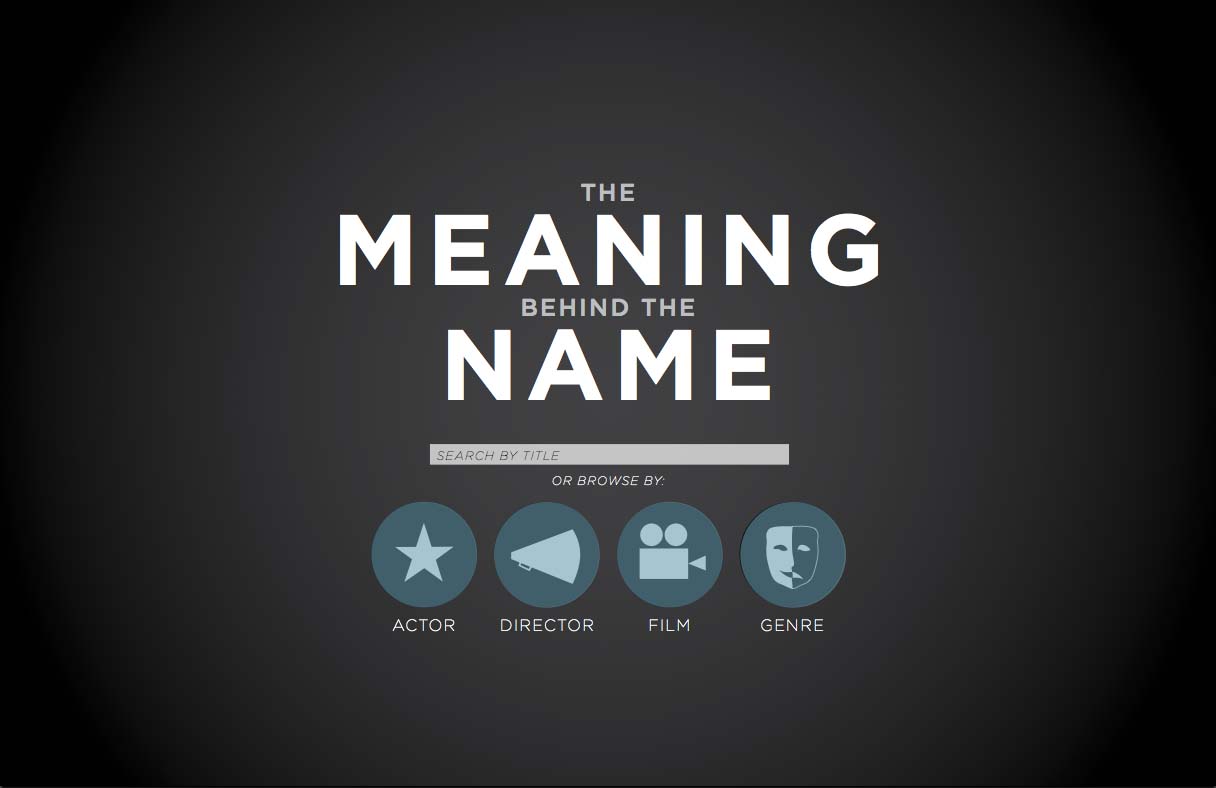 THE
MEANING
BEHIND THE
NAME
SEARCH BY TITLE
OR BROWSE BY:
ACTOR DIRECTOR FILM GENRE